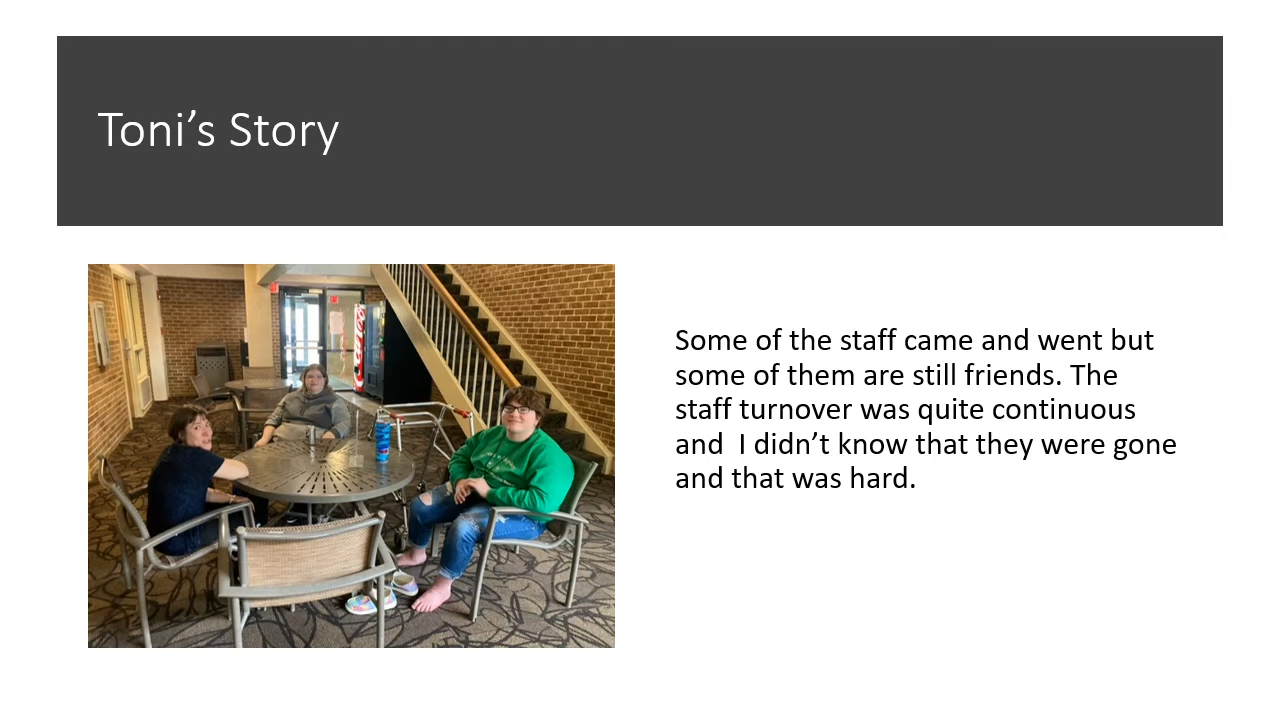 Toni’s Story
Some of the staff came and went but
some of them are still friends. The
staff turnover was quite continuous
and  I didn’t know that they were gone
and that was hard.